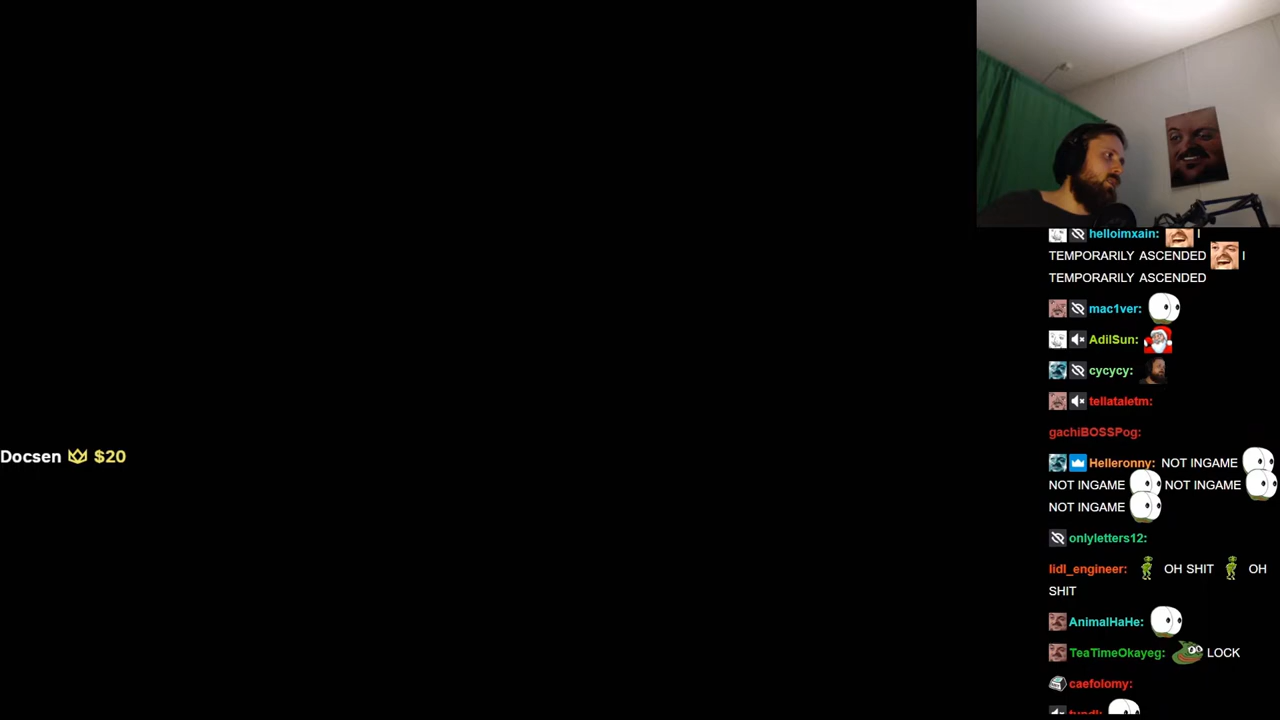 helloimxain: I
TEMPORARILY ASCENDED I
TEMPORARILY ASCENDED
mac1ver:
AdilSun:
cycycy:
tellataletm:
gachiBOSSPog:
Docsen $20
Helleronny: NOT INGAME
NOT INGAME NOT INGAME
NOT INGAME
onlyletters12:
lidl_engineer: OH SHIT OH
SHIT
AnimalHaHe:
TeaTimeOkayeg: LOCK
caefolomy: